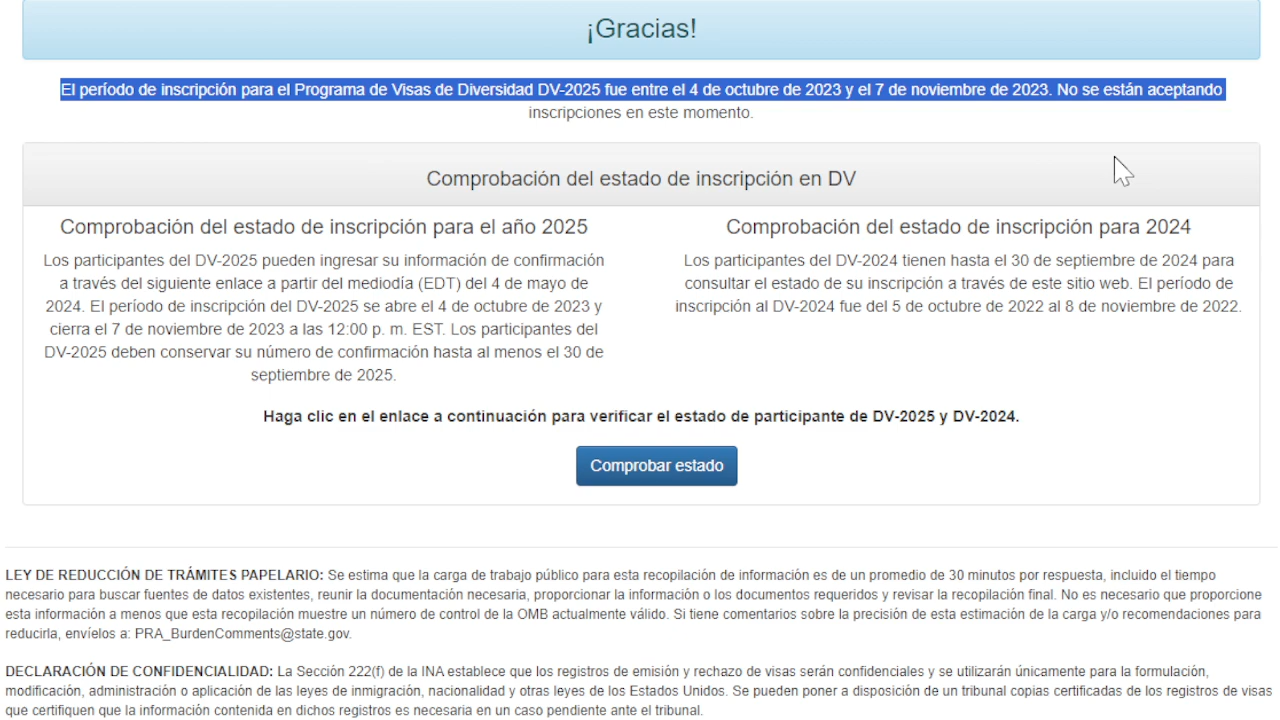 ¡Gracias!
El período de inscripción para el Programa de Visas de Diversidad DV-2025 fue entre el 4 de octubre de 2023 y el 7 de noviembre de 2023. No se están aceptando
inscripciones en este momento.
Comprobación del estado de inscripción en DV
Comprobación del estado de inscripción para el año 2025
Los participantes del DV-2025 pueden ingresar su información de confirmación
a través del siguiente enlace a partir del mediodía (EDT) del 4 de mayo de
2024. El período de inscripción del DV-2025 se abre el 4 de octubre de 2023 y
cierra el 7 de noviembre de 2023 a las 12:00 p. m. EST. Los participantes del
DV-2025 deben conservar su número de confirmación hasta al menos el 30 de
septiembre de 2025.
Comprobación del estado de inscripción para 2024
Los participantes del DV-2024 tienen hasta el 30 de septiembre de 2024 para
consultar el estado de su inscripción a través de este sitio web. El período de
inscripción al DV-2024 fue del 5 de octubre de 2022 al 8 de noviembre de 2022.
Haga clic en el enlace a continuación para verificar el estado de participante de DV-2025 y DV-2024.
Comprobar estado
LEY DE REDUCCIÓN DE TRÁMITES PAPELARIO: Se estima que la carga de trabajo público para esta recopilación de información es de un promedio de 30 minutos por respuesta, incluido el tiempo
necesario para buscar fuentes de datos existentes, reunir la documentación necesaria, proporcionar la información o los documentos requeridos y revisar la recopilación final. No es necesario que proporcione
esta información a menos que esta recopilación muestre un número de control de la OMB actualmente válido. Si tiene comentarios sobre la precisión de esta estimación de la carga y/o recomendaciones para
reducirla, envíelos a: PRA_BurdenComments@state.gov.
DECLARACIÓN DE CONFIDENCIALIDAD: La Sección 222(f) de la INA establece que los registros de emisión y rechazo de visas serán confidenciales y se utilizarán únicamente para la formulación,
modificación, administración o aplicación de las leyes de inmigración, nacionalidad y otras leyes de los Estados Unidos. Se pueden poner a disposición de un tribunal copias certificadas de los registros de visas
que certifiquen que la información contenida en dichos registros es necesaria en un caso pendiente ante el tribunal.